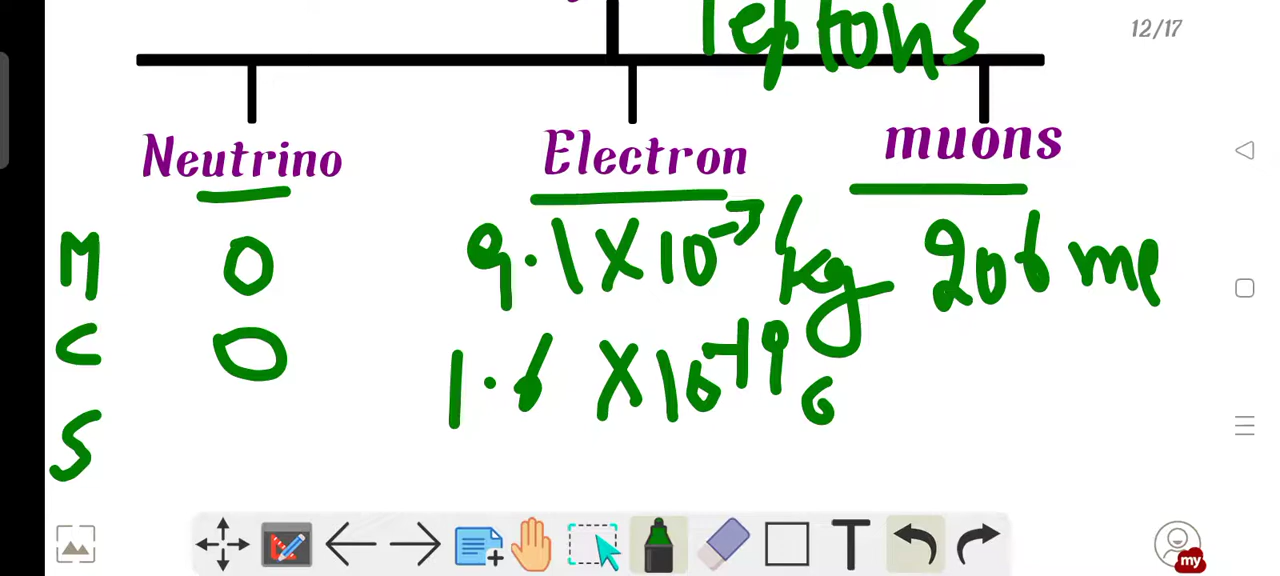 12/17
leptons
Neutrino Electron muons
M 0 9.1 X 10⁻³¹ kg 206 me
C 0 1.6 X 10⁻¹⁹ c
S
T
my